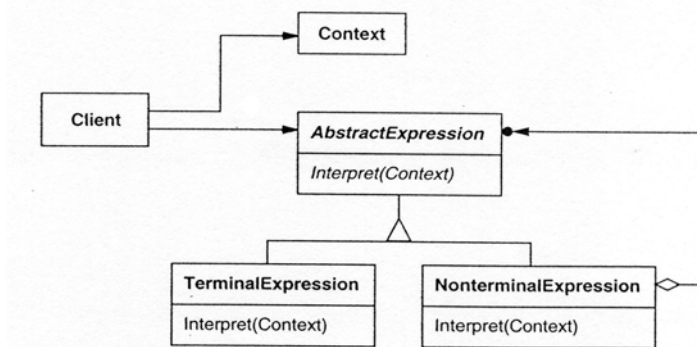 Context
Client
AbstractExpression
Interpret(Context)
TerminalExpression
Interpret(Context)
NonterminalExpression
Interpret(Context)